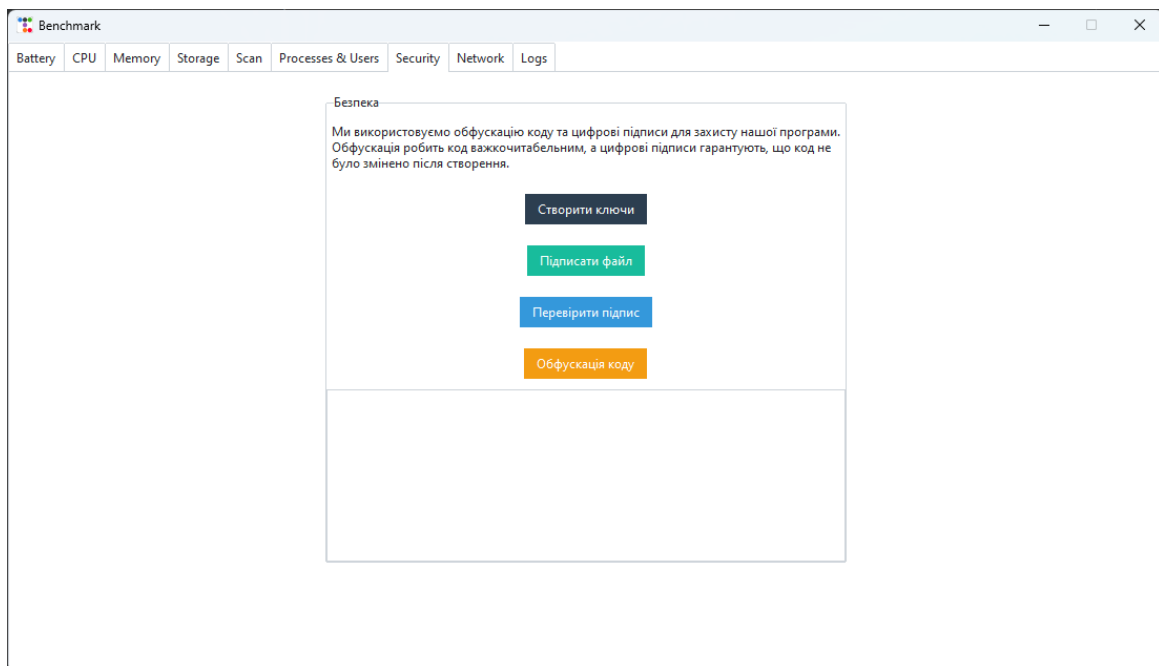 Benchmark
Battery CPU Memory Storage Scan Processes & Users Security Network Logs
Безпека
Ми використовуємо обфускацію коду та цифрові підписи для захисту нашої програми.
Обфускація робить код важкочитабельним, а цифрові підписи гарантують, що код не
було змінено після створення.
Створити ключи
Підписати файл
Перевірити підпис
Обфускація коду